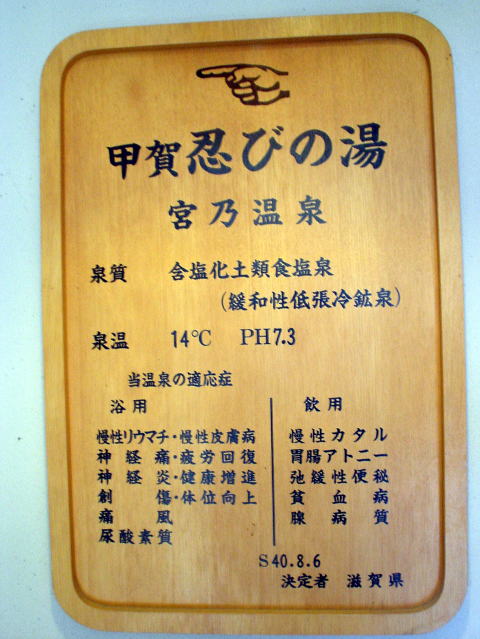 甲賀忍びの湯
宮乃温泉
泉質 含塩化土類食塩泉
（緩和性低張冷鉱泉）
泉温 14℃ PH7.3
当温泉の適応症
浴用
慢性リウマチ・慢性皮膚病
神経痛・疲労回復
神経炎・健康増進
創傷・体位向上
痛風
尿酸素質
飲用
慢性カタル
胃腸アトニー
弛緩性便秘
貧血病
腺病質
S40.8.6
決定者 滋賀県